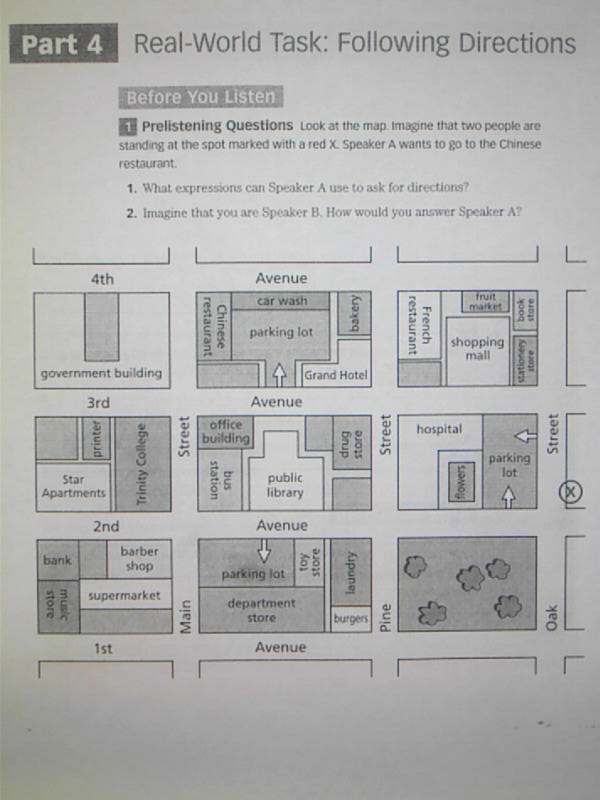 Part 4 Real-World Task: Following Directions
Before You Listen
1 Prelistening Questions Look at the map. Imagine that two people are
standing at the spot marked with a red X. Speaker A wants to go to the Chinese
restaurant.
1. What expressions can Speaker A use to ask for directions?
2. Imagine that you are Speaker B. How would you answer Speaker A?
4th Avenue
government building
Chinese
restaurant
car wash
parking lot
bakery
Grand Hotel
French
restaurant
fruit
market
book
store
shopping
mall
stationery
store
3rd Avenue
printer
Trinity College
Star
Apartments
Street
office
building
bus
station
public
library
drug
store
Street
hospital
flowers
parking
lot
Street
X
2nd Avenue
bank
barber
shop
music
store
supermarket
Main
parking lot
toy
store
laundry
department
store
burgers
Pine
Oak
1st Avenue